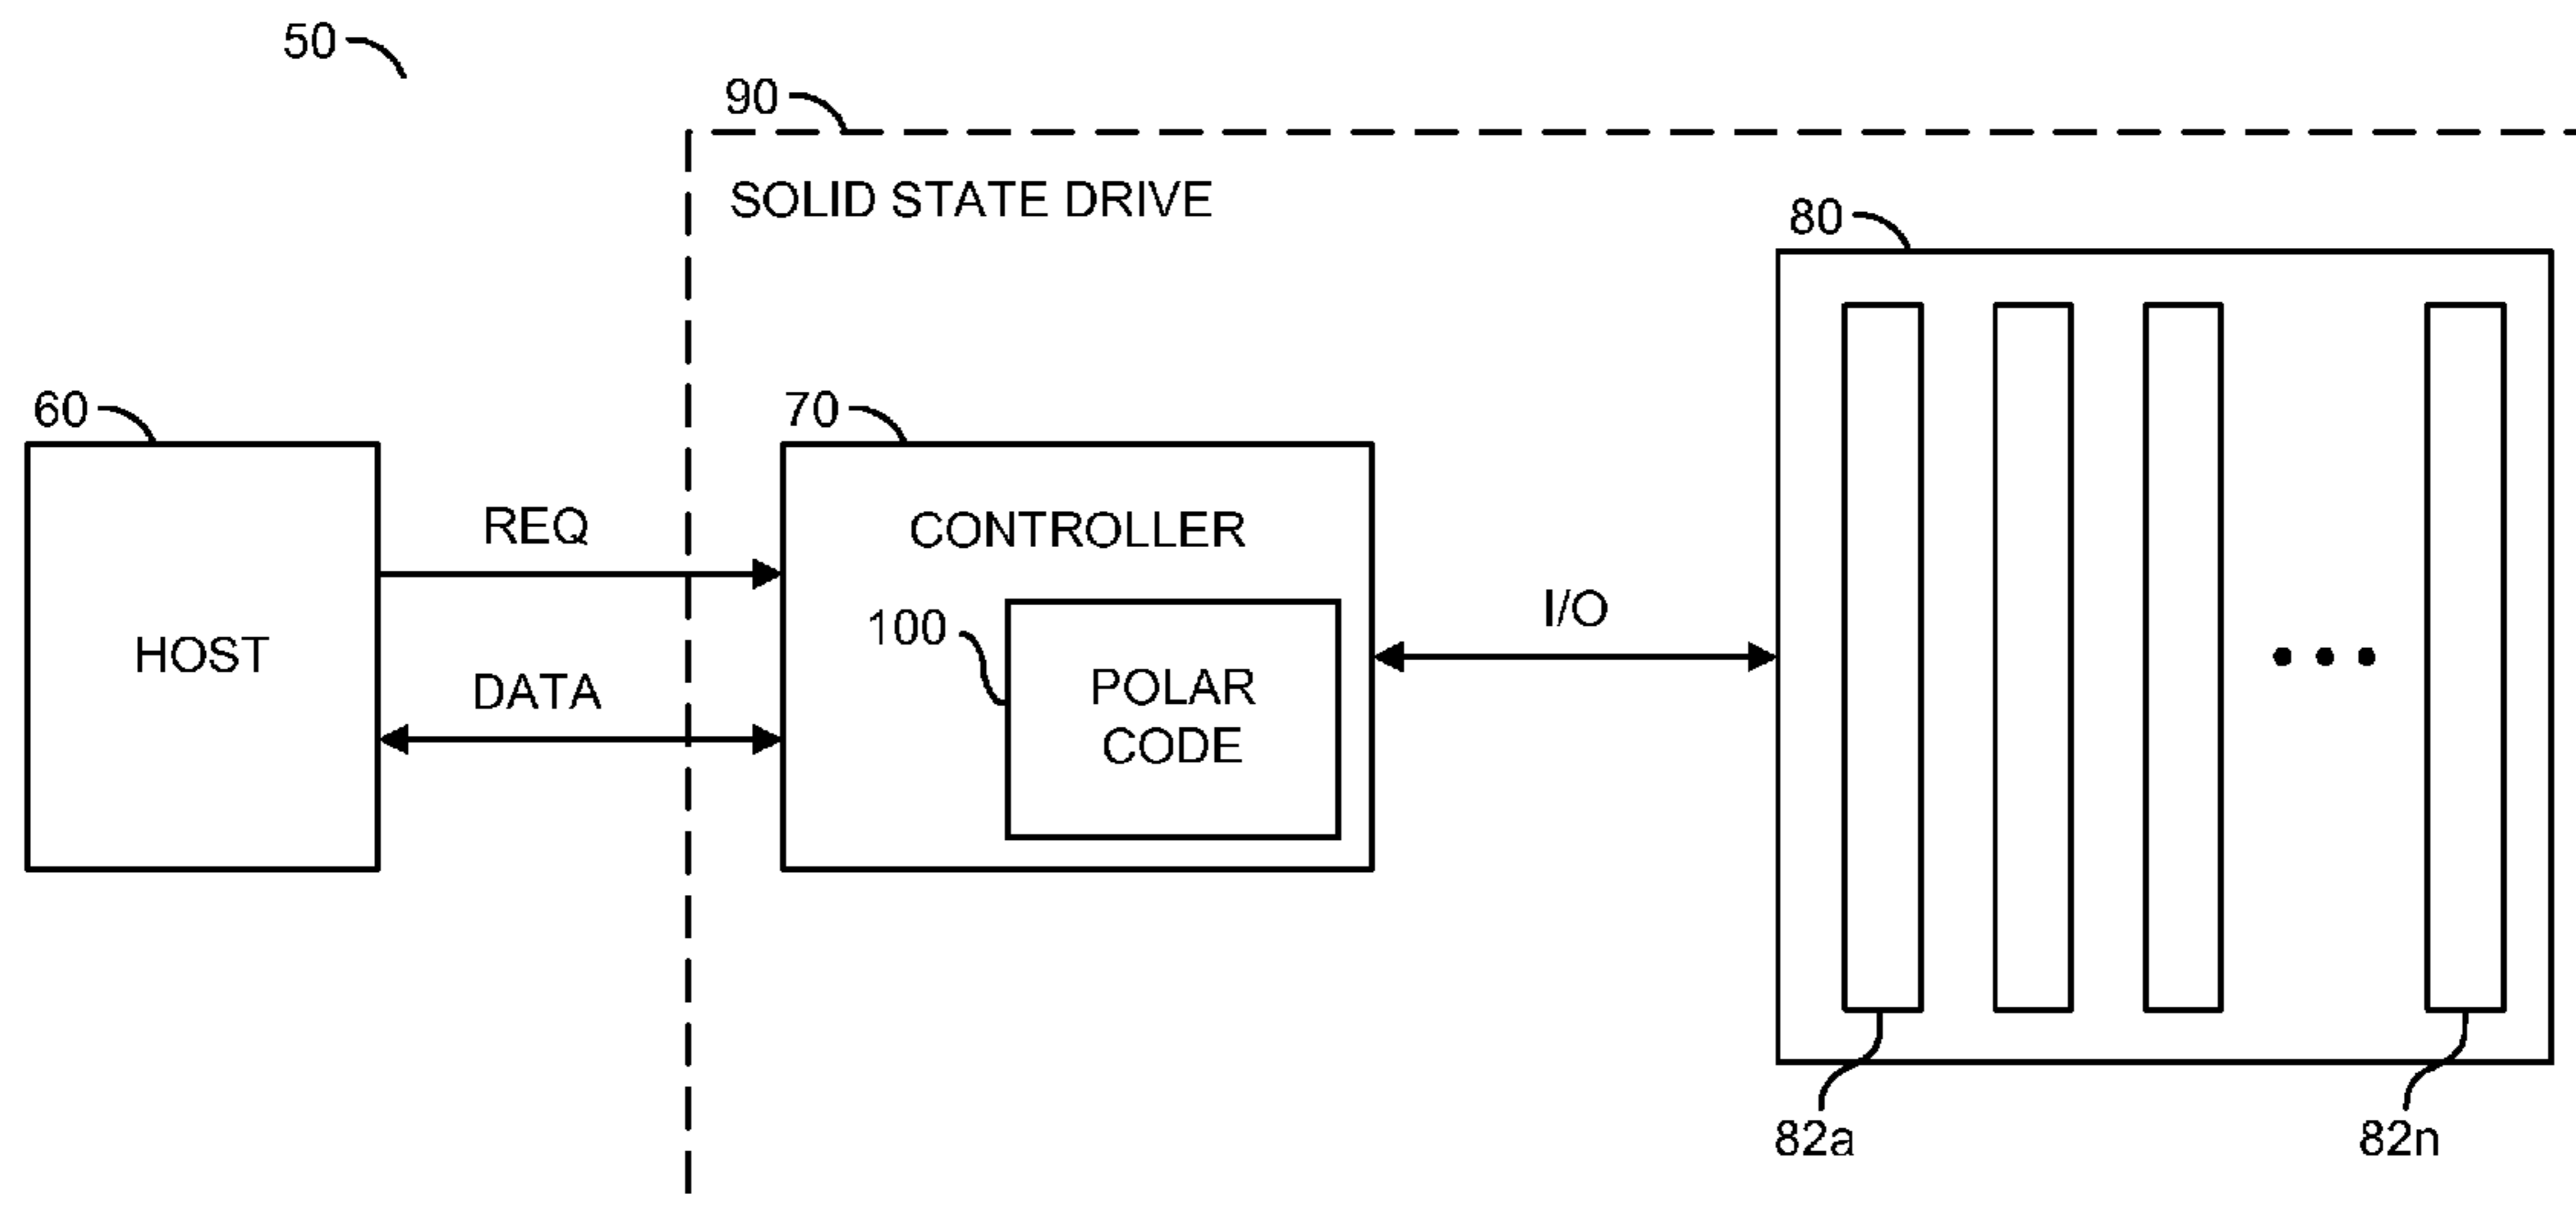 50
90
SOLID STATE DRIVE
80
60
70
REQ
CONTROLLER
I/O
100
HOST
POLAR
DATA
CODE
82a
82n